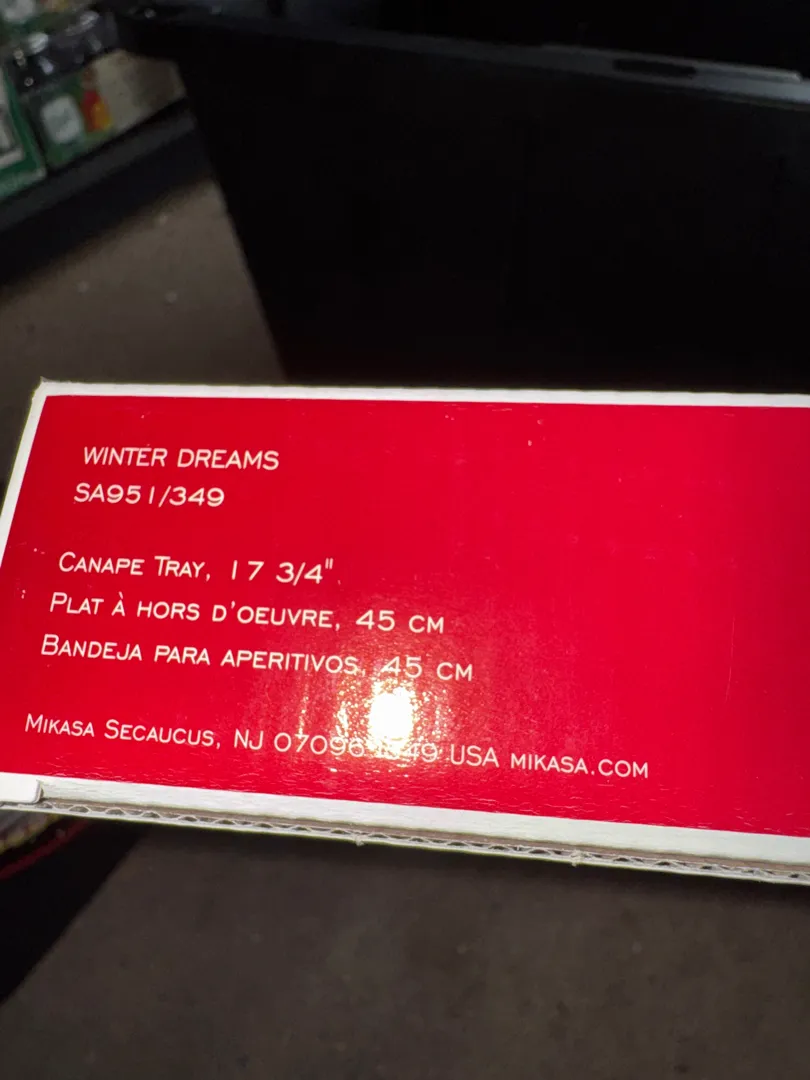 WINTER DREAMS
SA951/349
CANAPE TRAY, 17 3/4"
PLAT À HORS D'OEUVRE, 45 CM
BANDEJA PARA APERITIVOS, 45 CM
MIKASA SECAUCUS, NJ USA MIKASA.COM